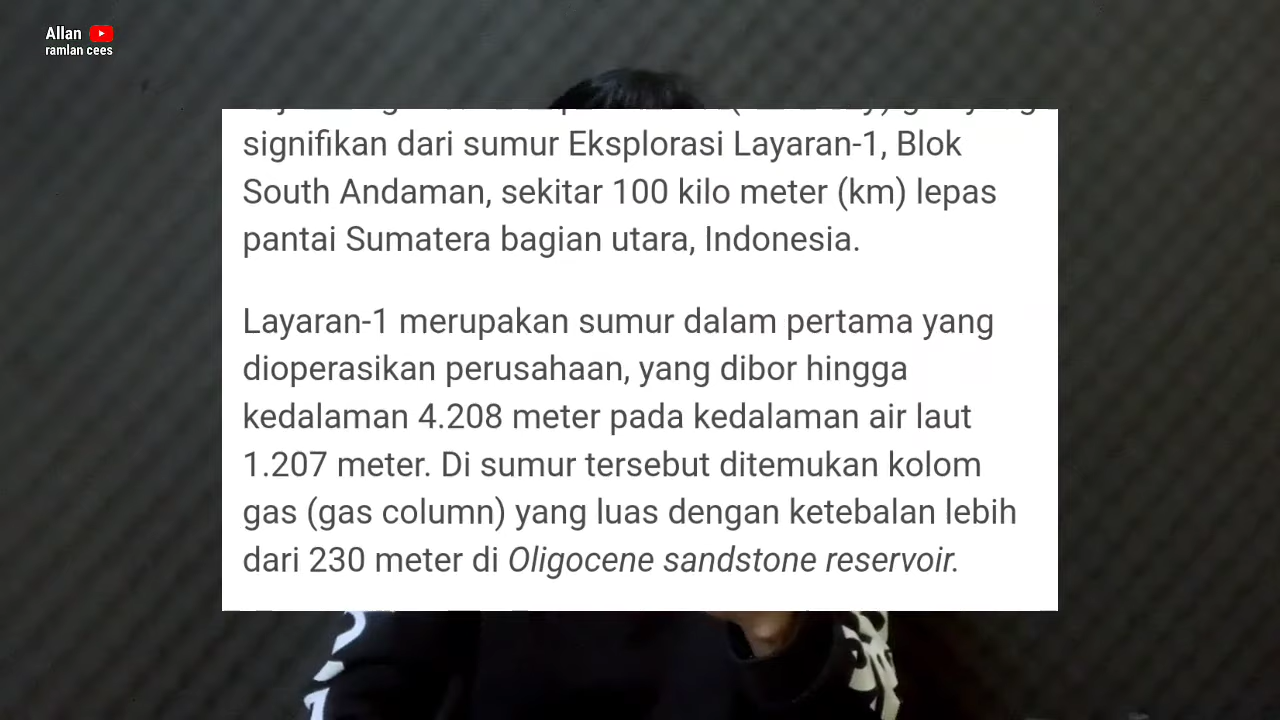 Allan
ramlan cees
signifikan dari sumur Eksplorasi Layaran-1, Blok
South Andaman, sekitar 100 kilo meter (km) lepas
pantai Sumatera bagian utara, Indonesia.
Layaran-1 merupakan sumur dalam pertama yang
dioperasikan perusahaan, yang dibor hingga
kedalaman 4.208 meter pada kedalaman air laut
1.207 meter. Di sumur tersebut ditemukan kolom
gas (gas column) yang luas dengan ketebalan lebih
dari 230 meter di Oligocene sandstone reservoir.